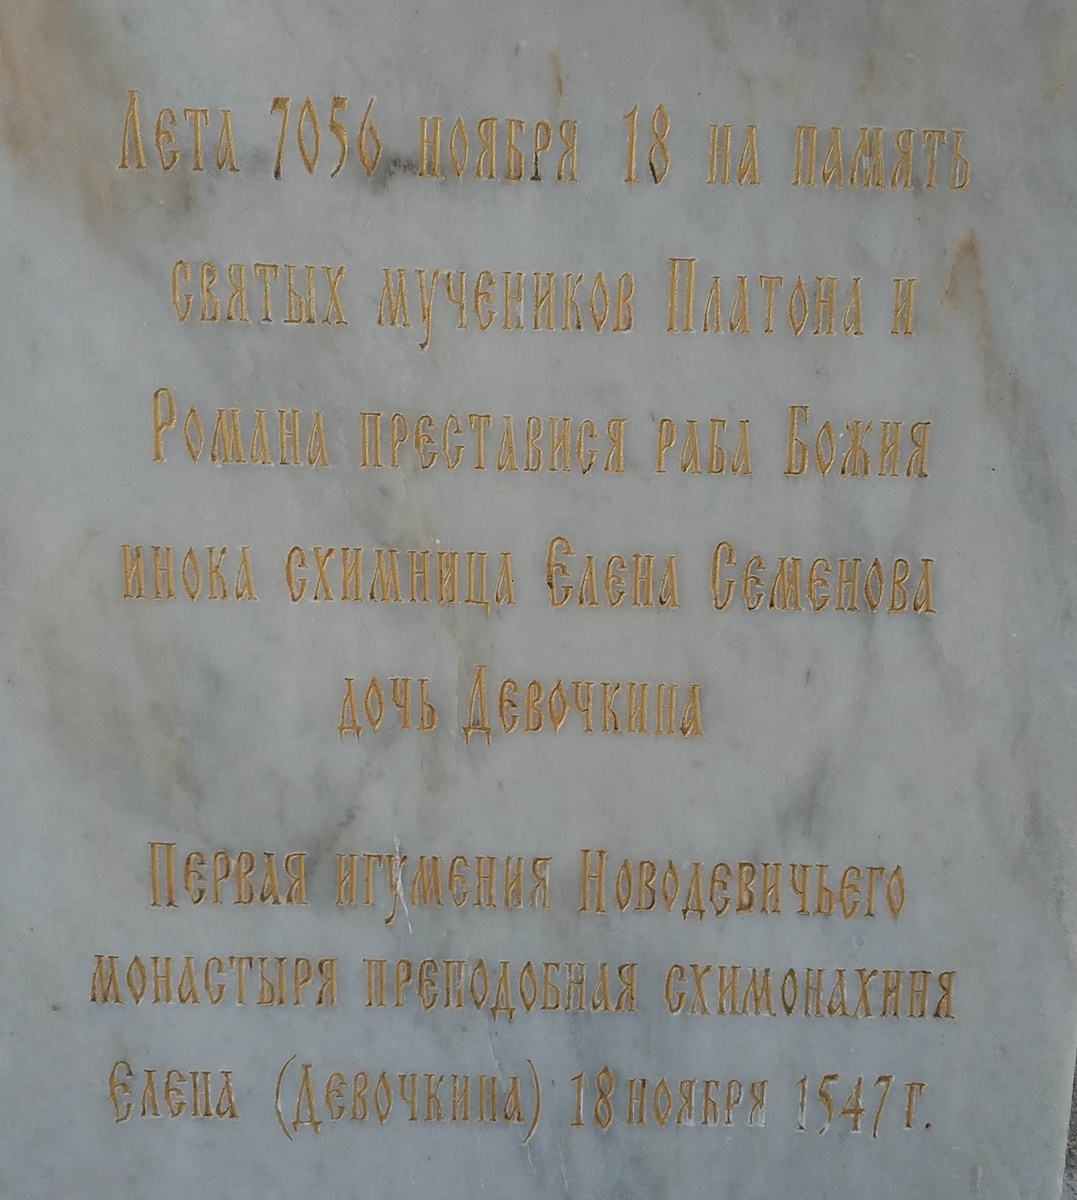 Лета 7056 ноября 18 на память
святых мучеников Платона и
Романа преставися раба Божия
инока схимница Елена Семенова
дочь Девочкина
Первая игумения Новодевичьего
монастыря преподобная схимонахиня
Елена (Девочкина) 18 ноября 1547 г.